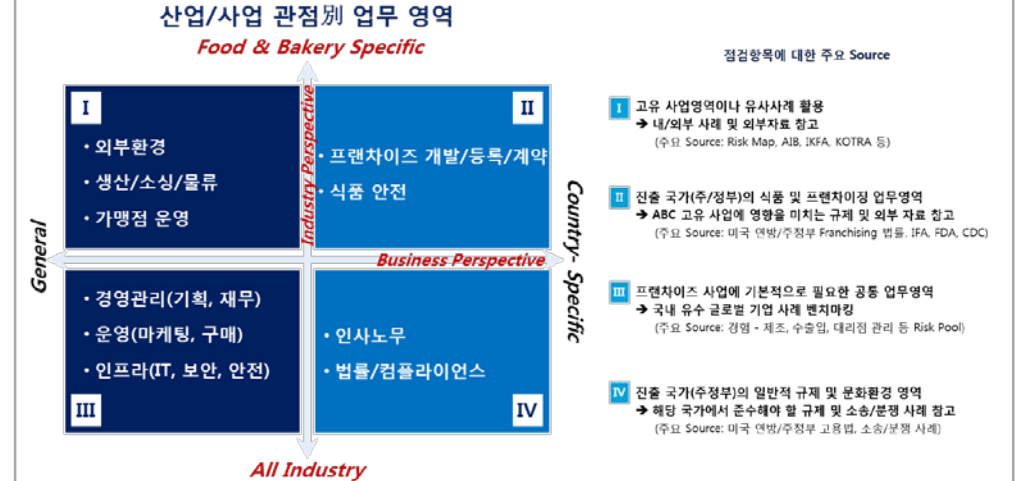 산업/사업 관점別 업무 영역
Food & Bakery Specific
Industry Perspective
Business Perspective
General
Country- Specific
All Industry
I
· 외부환경
· 생산/소싱/물류
· 가맹점 운영
II
· 프랜차이즈 개발/등록/계약
· 식품 안전
· 경영관리(기획, 재무)
· 운영(마케팅, 구매)
· 인프라(IT, 보안, 안전)
III
· 인사노무
· 법률/컴플라이언스
IV
점검항목에 대한 주요 Source
I 고유 사업영역이나 유사사례 활용
➔ 내/외부 사례 및 외부자료 참고
(주요 Source: Risk Map, AIB, IKFA, KOTRA 등)
II 진출 국가(주/정부)의 식품 및 프랜차이징 업무영역
➔ ABC 고유 사업에 영향을 미치는 규제 및 외부 자료 참고
(주요 Source: 미국 연방/주정부 Franchising 법률, IFA, FDA, CDC)
III 프랜차이즈 사업에 기본적으로 필요한 공통 업무영역
➔ 국내 유수 글로벌 기업 사례 벤치마킹
(주요 Source: 경험 - 제조, 수출입, 대리점 관리 등 Risk Pool)
IV 진출 국가(주정부)의 일반적 규제 및 문화환경 영역
➔ 해당 국가에서 준수해야 할 규제 및 소송/분쟁 사례 참고
(주요 Source: 미국 연방/주정부 고용법, 소송/분쟁 사례)